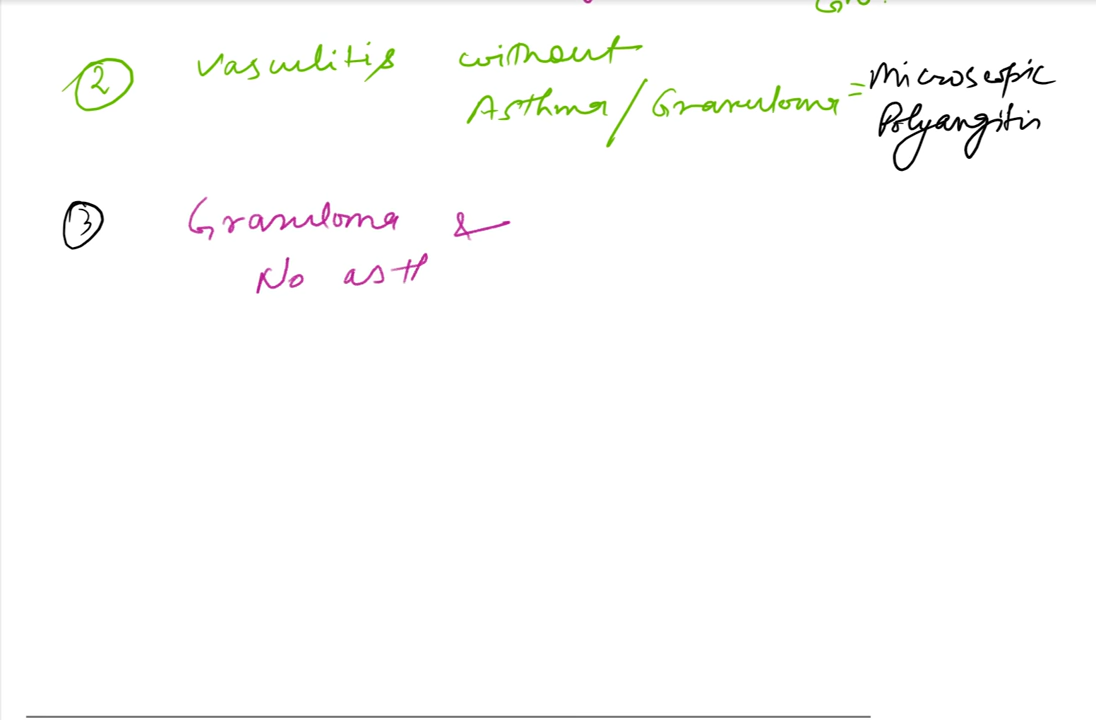 ② Vasculitis without
Asthma/Granuloma = Microscopic
Polyangitis
③ Granuloma &
No asth